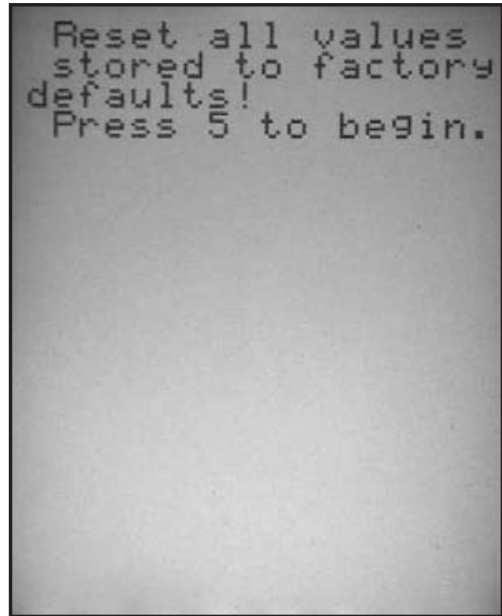 Reset all values
stored to factory
defaults!
Press 5 to begin.